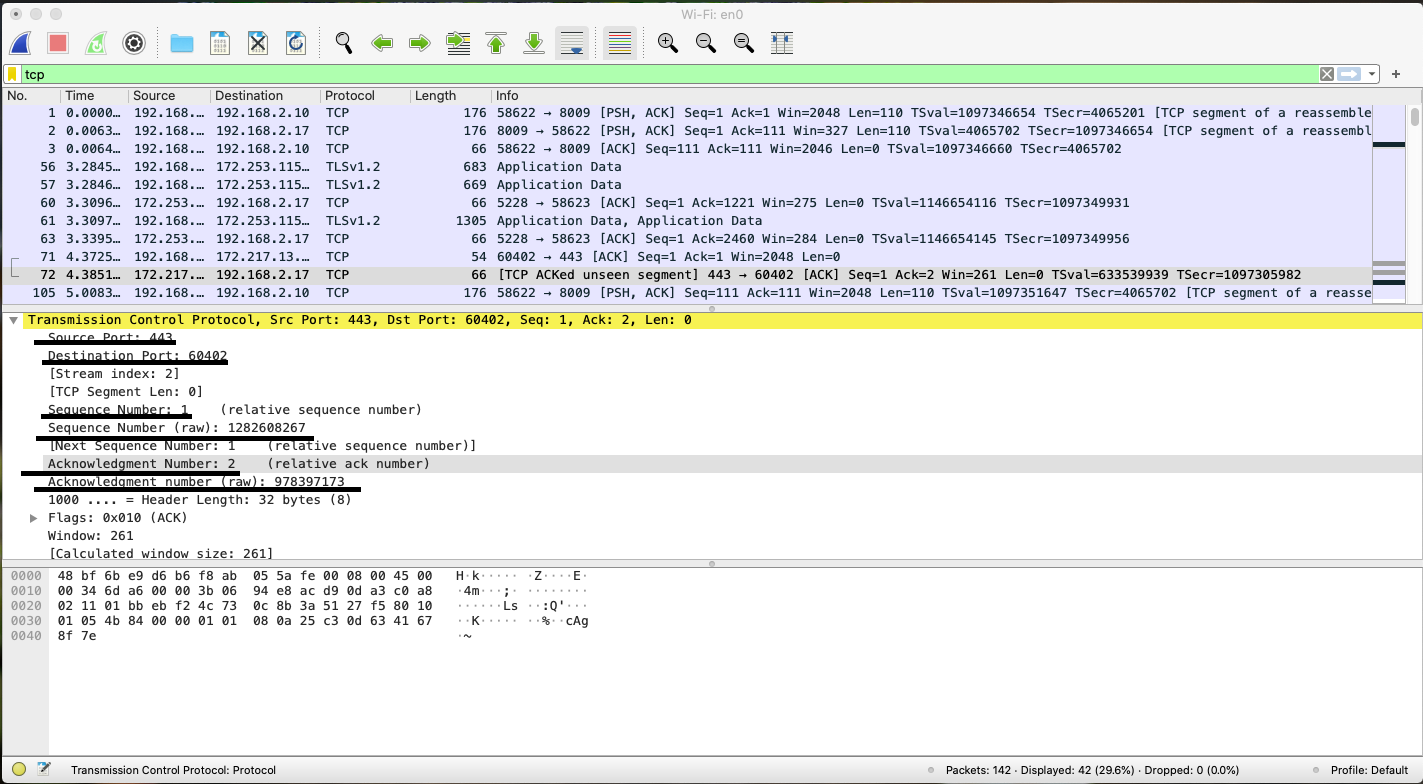 Wi-Fi: en0
tcp
No. Time Source Destination Protocol Length Info
1 0.0000… 192.168.… 192.168.2.10 TCP 176 58622 → 8009 [PSH, ACK] Seq=1 Ack=1 Win=2048 Len=110 TSval=1097346654 TSecr=4065201 [TCP segment of a reassemble
2 0.0063… 192.168.… 192.168.2.17 TCP 176 8009 → 58622 [PSH, ACK] Seq=1 Ack=111 Win=327 Len=110 TSval=4065702 TSecr=1097346654 [TCP segment of a reassembl
3 0.0064… 192.168.… 192.168.2.10 TCP 66 58622 → 8009 [ACK] Seq=111 Ack=111 Win=2046 Len=0 TSval=1097346660 TSecr=4065702
56 3.2845… 192.168.… 172.253.115… TLSv1.2 683 Application Data
57 3.2846… 192.168.… 172.253.115… TLSv1.2 669 Application Data
60 3.3096… 172.253.… 192.168.2.17 TCP 66 5228 → 58623 [ACK] Seq=1 Ack=1221 Win=275 Len=0 TSval=1146654116 TSecr=1097349931
61 3.3097… 192.168.… 172.253.115… TLSv1.2 1305 Application Data, Application Data
63 3.3395… 172.253.… 192.168.2.17 TCP 66 5228 → 58623 [ACK] Seq=1 Ack=2460 Win=284 Len=0 TSval=1146654145 TSecr=1097349956
71 4.3725… 192.168.… 172.217.13.… TCP 54 60402 → 443 [ACK] Seq=1 Ack=1 Win=2048 Len=0
72 4.3851… 172.217.… 192.168.2.17 TCP 66 [TCP ACKed unseen segment] 443 → 60402 [ACK] Seq=1 Ack=2 Win=261 Len=0 TSval=633539939 TSecr=1097305982
105 5.0083… 192.168.… 192.168.2.10 TCP 176 58622 → 8009 [PSH, ACK] Seq=111 Ack=111 Win=2048 Len=110 TSval=1097351647 TSecr=4065702 [TCP segment of a reasse
Transmission Control Protocol, Src Port: 443, Dst Port: 60402, Seq: 1, Ack: 2, Len: 0
Source Port: 443
Destination Port: 60402
[Stream index: 2]
[TCP Segment Len: 0]
Sequence Number: 1 (relative sequence number)
Sequence Number (raw): 1282608267
[Next Sequence Number: 1 (relative sequence number)]
Acknowledgment Number: 2 (relative ack number)
Acknowledgment number (raw): 978397173
1000 .... = Header Length: 32 bytes (8)
Flags: 0x010 (ACK)
Window: 261
[Calculated window size: 261]
0000 48 bf 6b e9 d6 b6 f8 ab 05 5a fe 00 08 00 45 00 H·k····· ·Z····E·
0010 00 34 6d a6 00 00 3b 06 94 e8 ac d9 0d a3 c0 a8 ·4m···;· ········
0020 02 11 01 bb eb f2 4c 73 0c 8b 3a 51 27 f5 80 10 ······Ls ··:Q'···
0030 01 05 4b 84 00 00 01 01 08 0a 25 c3 0d 63 41 67 ··K····· ··%··cAg
0040 8f 7e ·~
Transmission Control Protocol: Protocol Packets: 142 · Displayed: 42 (29.6%) · Dropped: 0 (0.0%) Profile: Default